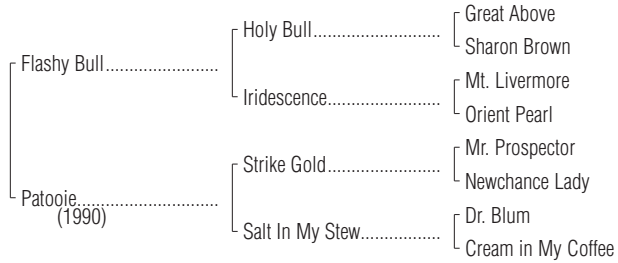 Great Above
Holy Bull................................
Sharon Brown
Flashy Bull............................
Mt. Livermore
Iridescence............................
Orient Pearl
Mr. Prospector
Strike Gold............................
Newchance Lady
Patooie...................................
(1990)
Dr. Blum
Salt In My Stew....................
Cream in My Coffee